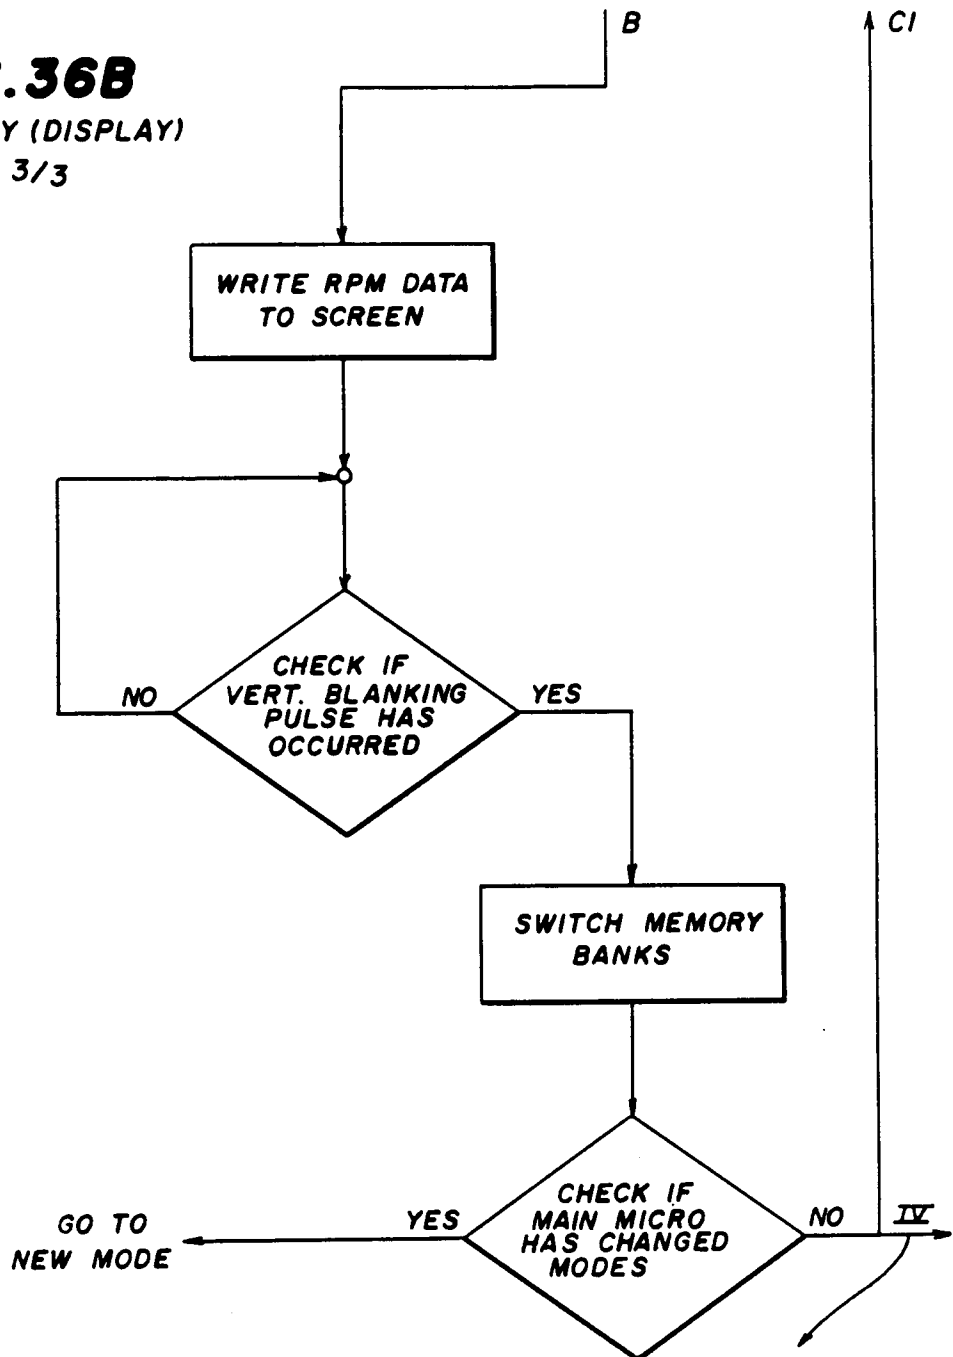 B
C1
.36B
Y (DISPLAY)
3/3
WRITE RPM DATA
TO SCREEN
CHECK IF
VERT. BLANKING
PULSE HAS
OCCURRED
NO
YES
SWITCH MEMORY
BANKS
CHECK IF
MAIN MICRO
HAS CHANGED
MODES
YES
NO
IV
GO TO
NEW MODE